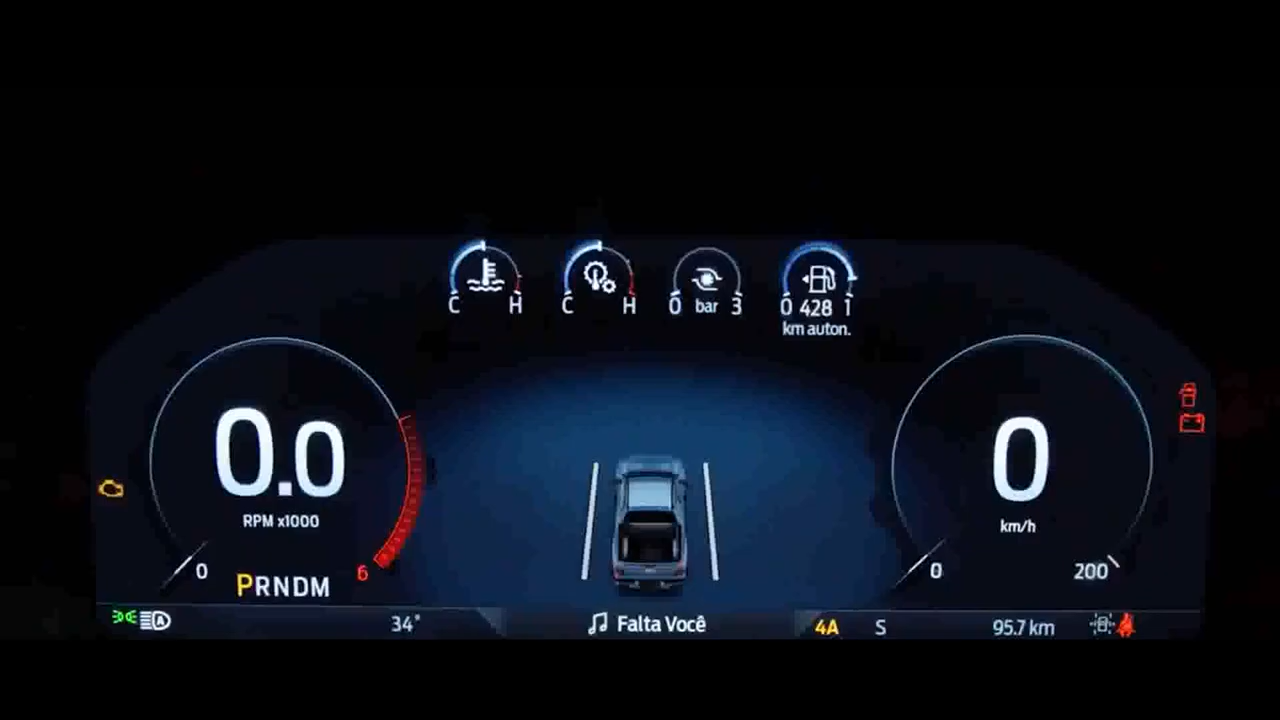 C H
C H
0 bar 3
0 428 1
km auton.
0.0
RPM x1000
0
6
PRNDM
0
km/h
0
200
A
34°
Falta Você
4A
S
95.7 km